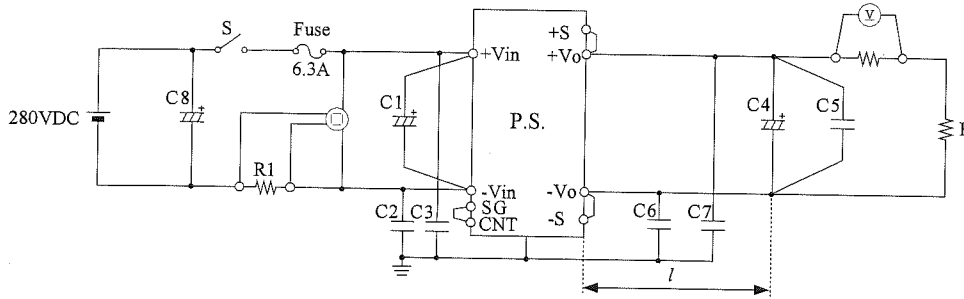 S
Fuse
6.3A
280VDC
C8
R1
C1
C2
C3
+Vin
-Vin
SG
CNT
P.S.
+S
+Vo
-Vo
-S
C6
C7
C4
C5
V
l